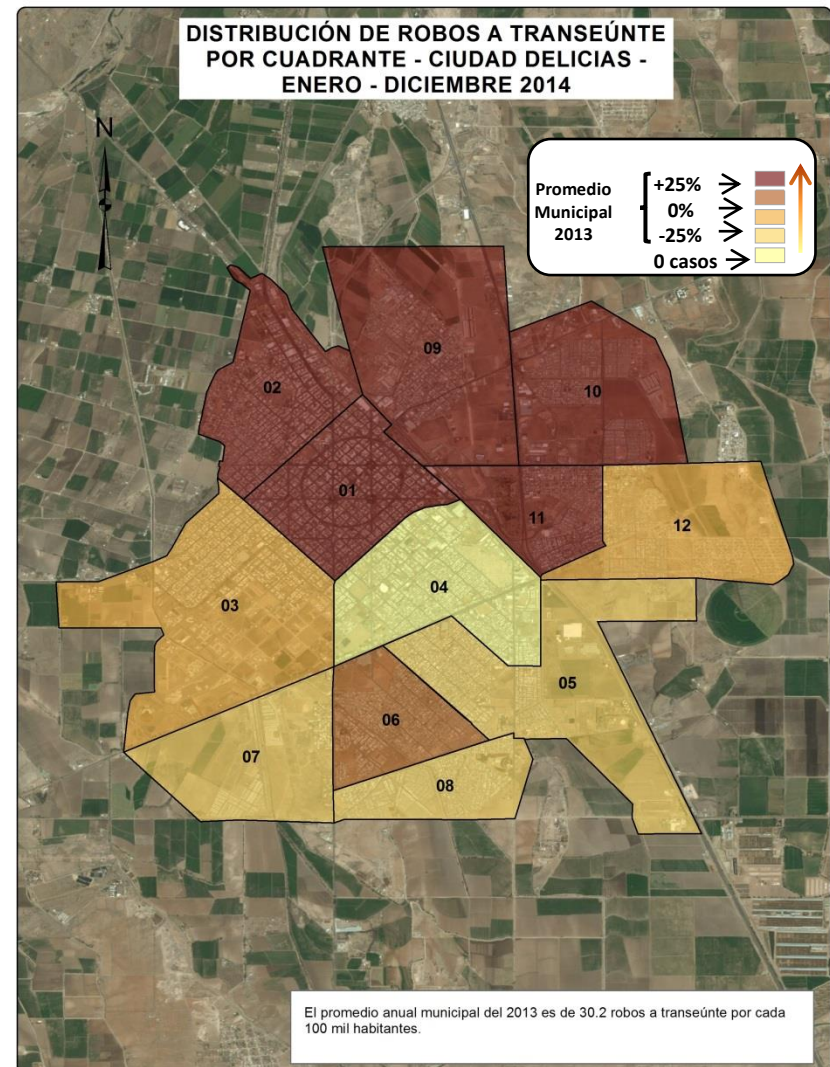 DISTRIBUCIÓN DE ROBOS A TRANSEÚNTE
POR CUADRANTE - CIUDAD DELICIAS -
ENERO - DICIEMBRE 2014
N
Promedio
Municipal
2013
+25%
0%
-25%
0 casos
09
02
10
01
11
12
04
03
05
06
07
08
El promedio anual municipal del 2013 es de 30.2 robos a transeúnte por cada
100 mil habitantes.